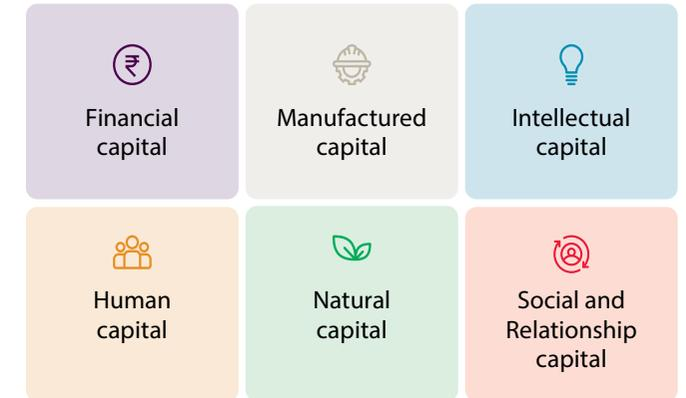 ₹
Financial
capital
Manufactured
capital
Intellectual
capital
Human
capital
Natural
capital
Social and
Relationship
capital